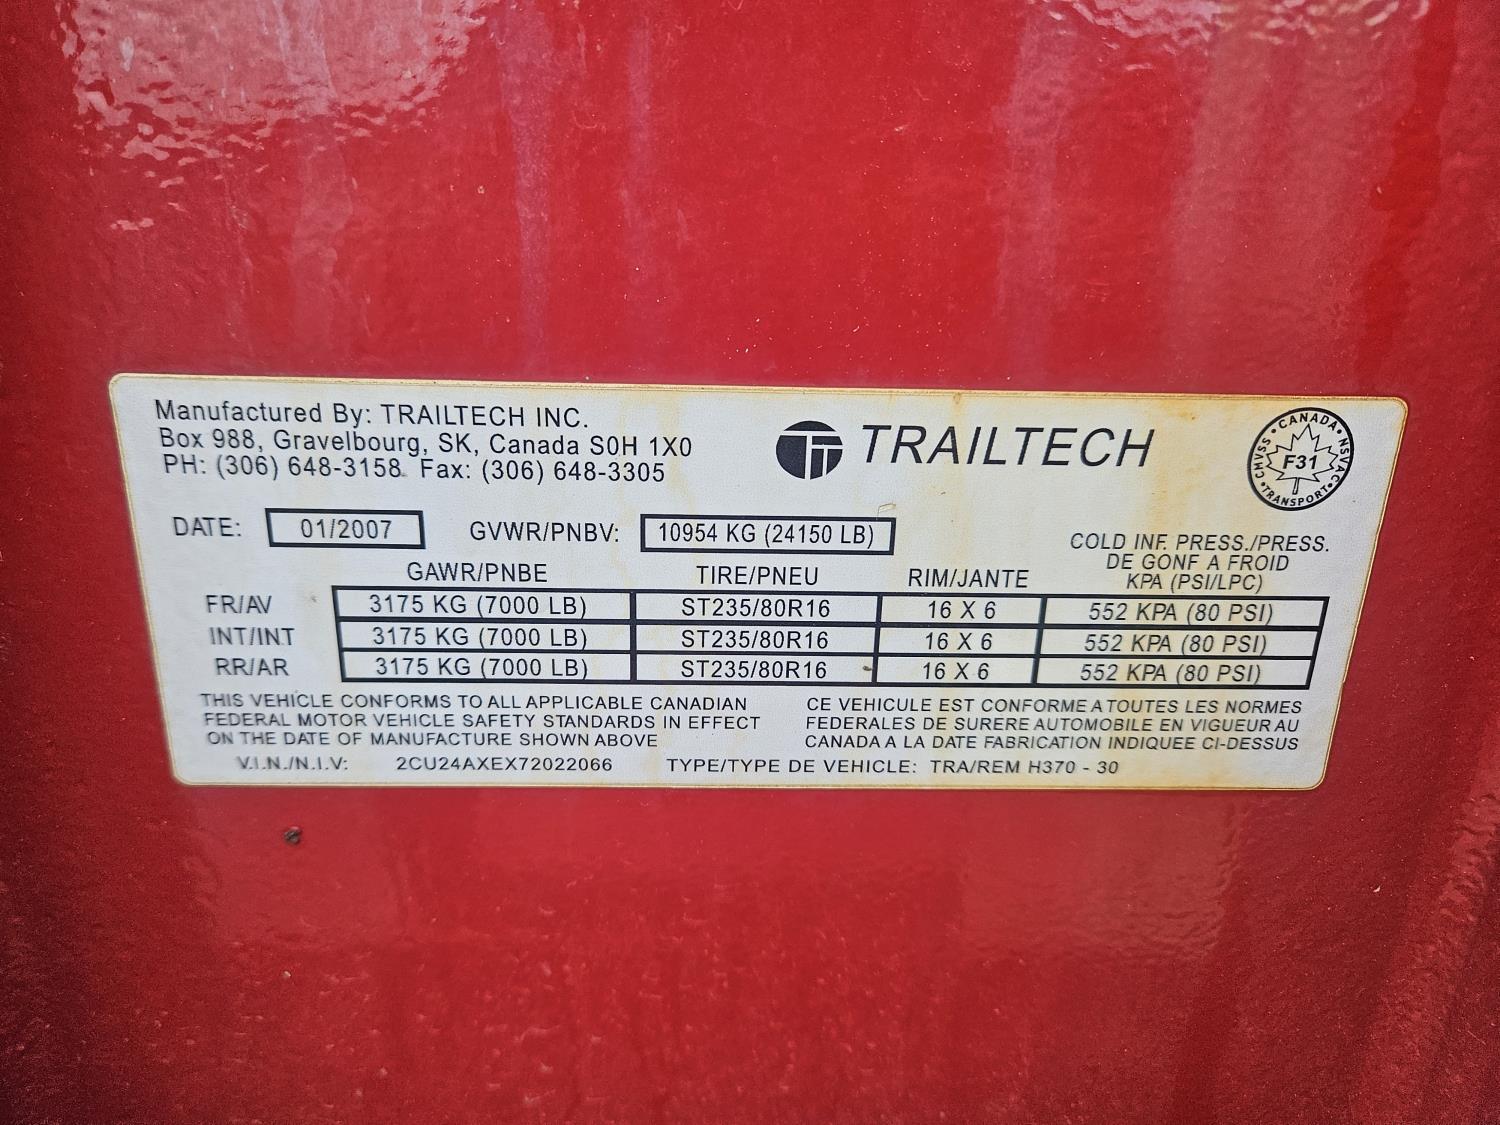 Manufactured By: TRAILTECH INC.
Box 988, Gravelbourg, SK, Canada S0H 1X0
PH: (306) 648-3158 Fax: (306) 648-3305
TRAILTECH
CANADA · NSVAC · TRANSPORT · CMVSS ·
F31
DATE: 01/2007 GVWR/PNBV: 10954 KG (24150 LB)
COLD INF. PRESS./PRESS.
DE GONF A FROID
GAWR/PNBE TIRE/PNEU RIM/JANTE KPA (PSI/LPC)
FR/AV 3175 KG (7000 LB) ST235/80R16 16 X 6 552 KPA (80 PSI)
INT/INT 3175 KG (7000 LB) ST235/80R16 16 X 6 552 KPA (80 PSI)
RR/AR 3175 KG (7000 LB) ST235/80R16 16 X 6 552 KPA (80 PSI)
THIS VEHICLE CONFORMS TO ALL APPLICABLE CANADIAN
FEDERAL MOTOR VEHICLE SAFETY STANDARDS IN EFFECT
ON THE DATE OF MANUFACTURE SHOWN ABOVE
CE VEHICULE EST CONFORME A TOUTES LES NORMES
FEDERALES DE SURERE AUTOMOBILE EN VIGUEUR AU
CANADA A LA DATE FABRICATION INDIQUEE CI-DESSUS
V.I.N./N.I.V: 2CU24AXEX72022066 TYPE/TYPE DE VEHICLE: TRA/REM H370 - 30